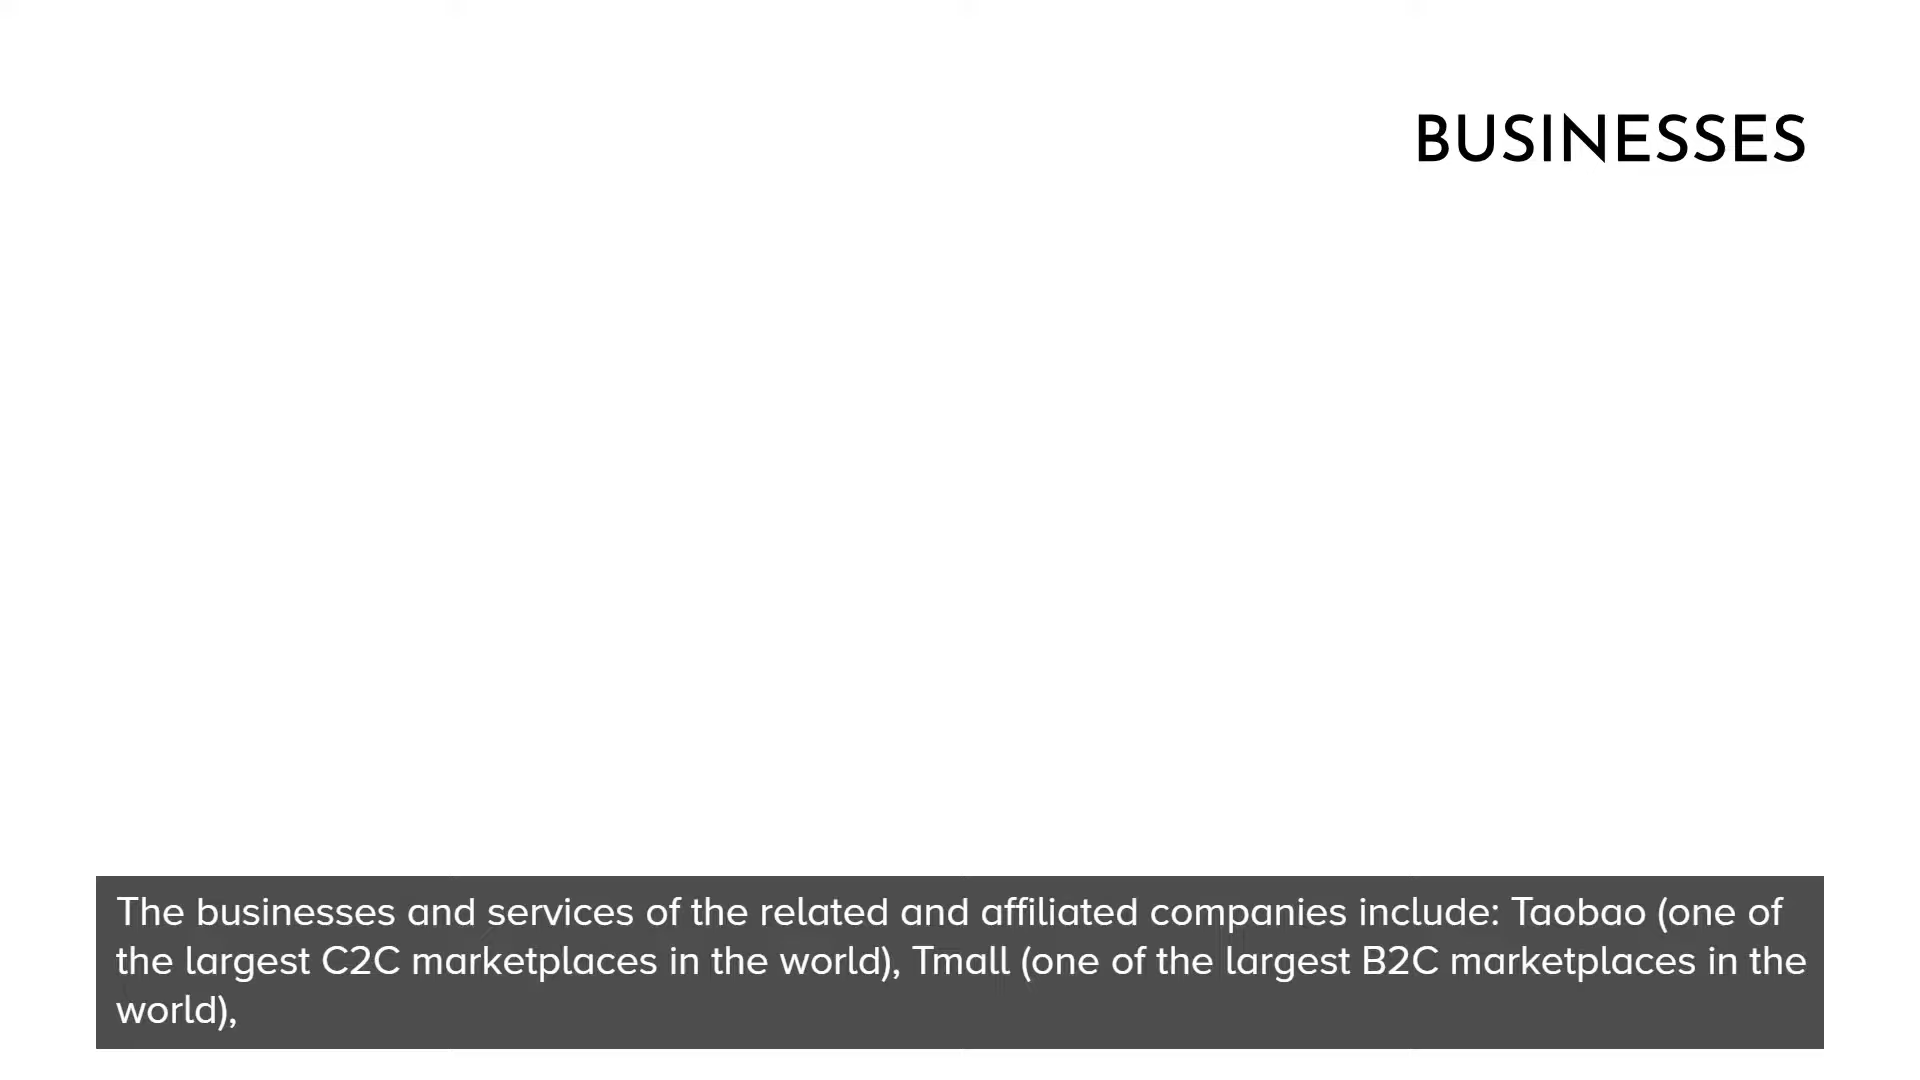 BUSINESSES
The businesses and services of the related and affiliated companies include: Taobao (one of
the largest C2C marketplaces in the world), Tmall (one of the largest B2C marketplaces in the
world),